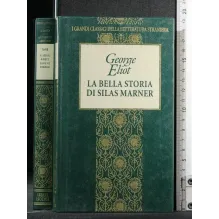 I GRANDI CLASSICI DELLA LETTERATURA STRANIERA
George
Eliot
LA BELLA STORIA
DI SILAS MARNER